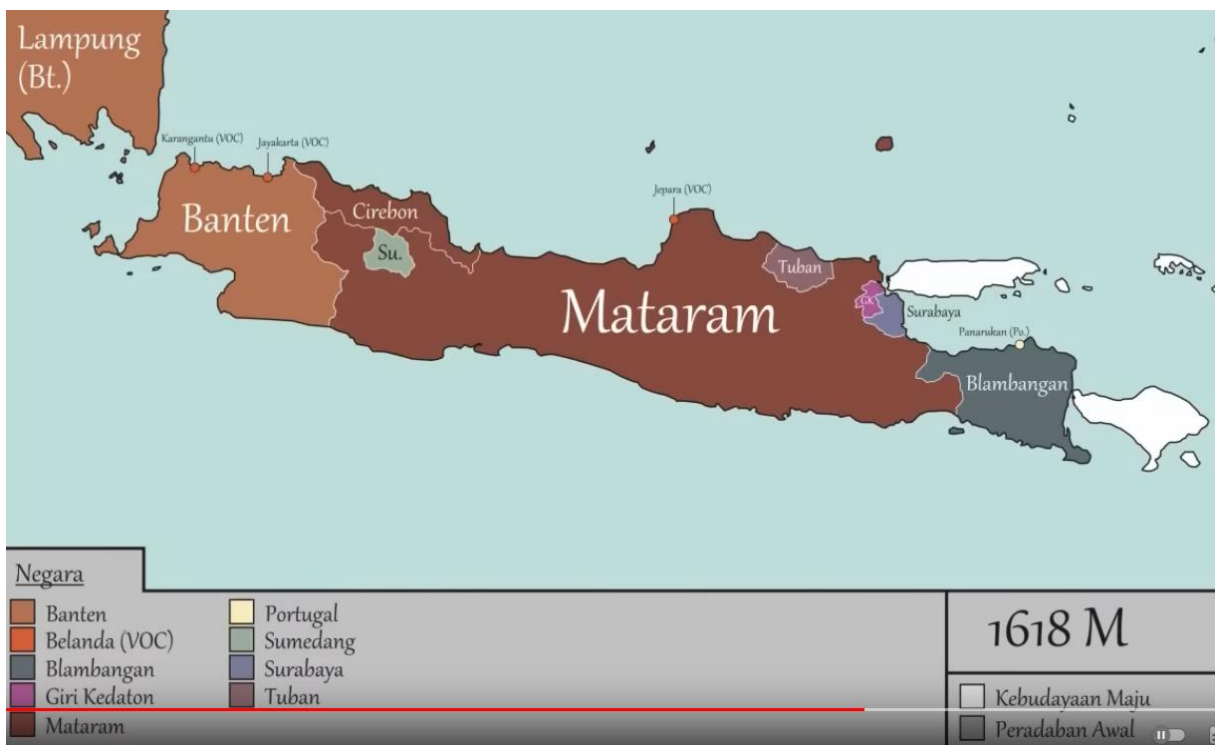 Lampung
(Bt.)
Karangantu (VOC)
Jayakarta (VOC)
Banten
Cirebon
Su.
Jepara (VOC)
Mataram
Tuban
GK
Surabaya
Panarukan (Po.)
Blambangan
Negara
Banten
Belanda (VOC)
Blambangan
Giri Kedaton
Mataram
Portugal
Sumedang
Surabaya
Tuban
1618 M
Kebudayaan Maju
Peradaban Awal